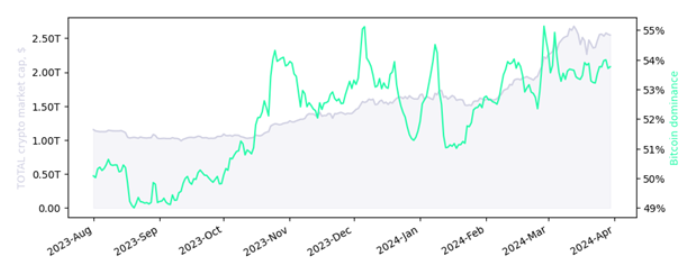 TOTAL crypto market cap, $
2.50T
2.00T
1.50T
1.00T
0.50T
0.00
55%
54%
53%
52%
51%
50%
49%
Bitcoin dominance
2023-Aug
2023-Sep
2023-Oct
2023-Nov
2023-Dec
2024-Jan
2024-Feb
2024-Mar
2024-Apr